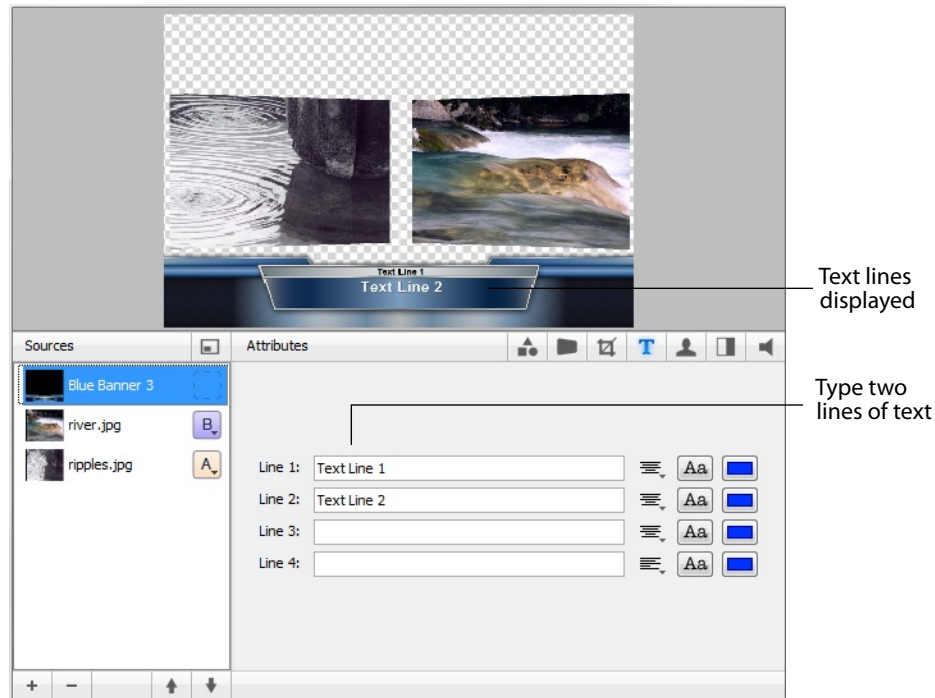 Text Line 1
Text Line 2
Text lines
displayed
Sources
Attributes
T
Blue Banner 3
river.jpg
B
ripples.jpg
A
Type two
lines of text
Line 1: Text Line 1 Aa
Line 2: Text Line 2 Aa
Line 3: Aa
Line 4: Aa